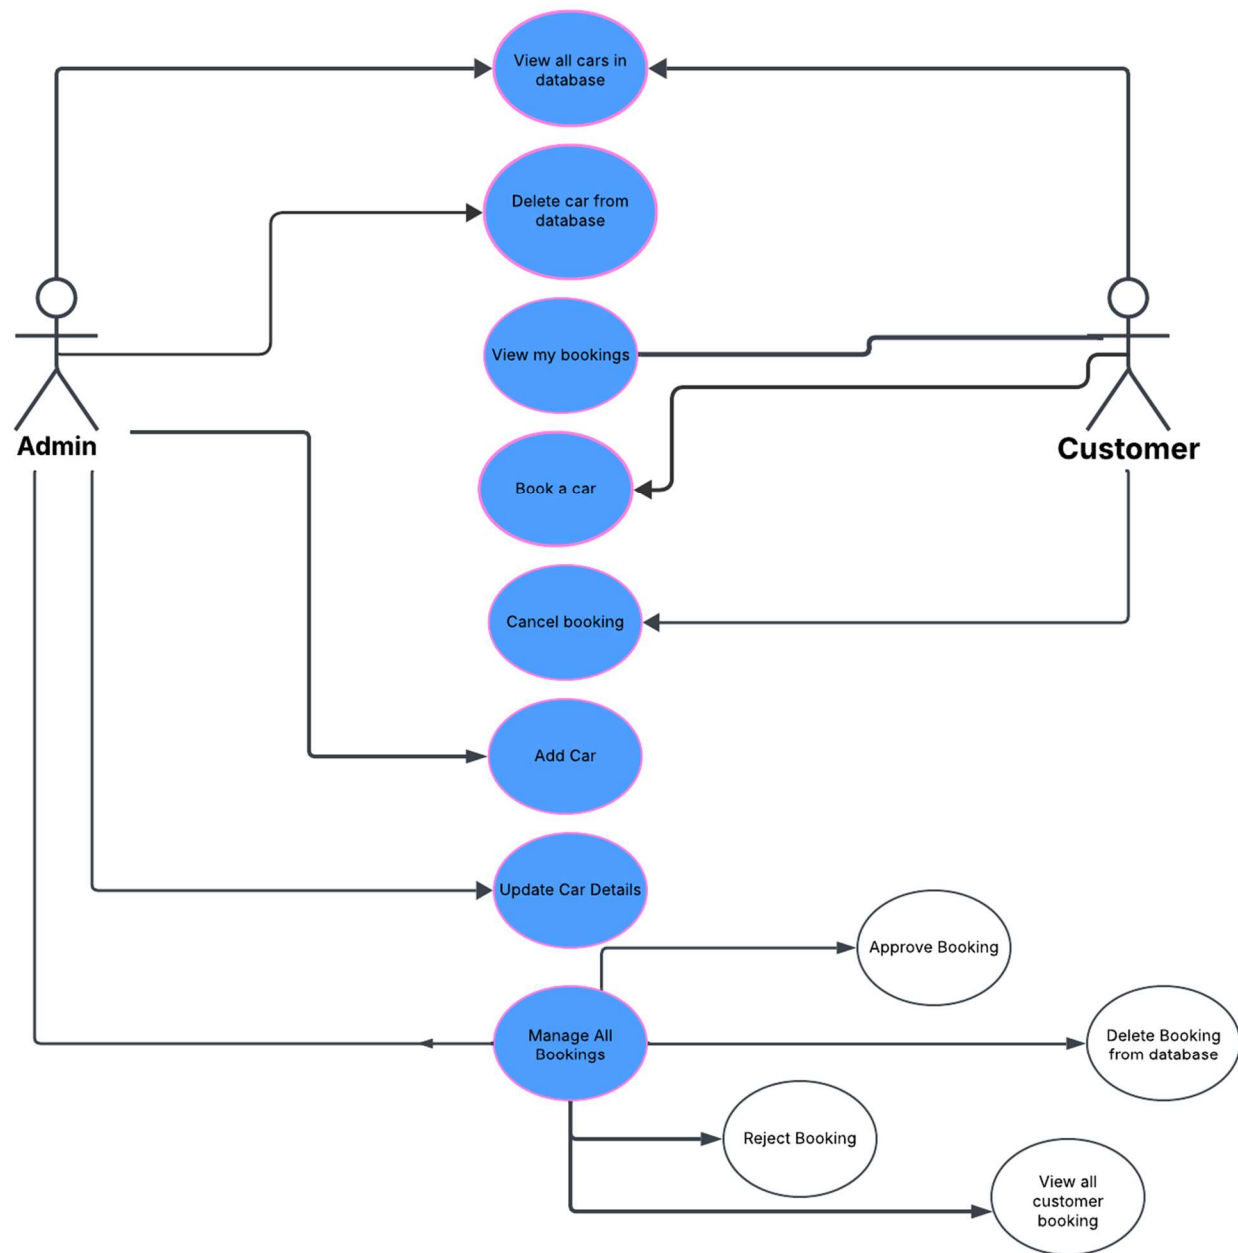 View all cars in
database
Delete car from
database
View my bookings
Admin
Customer
Book a car
Cancel booking
Add Car
Update Car Details
Approve Booking
Manage All
Bookings
Delete Booking
from database
Reject Booking
View all
customer
booking